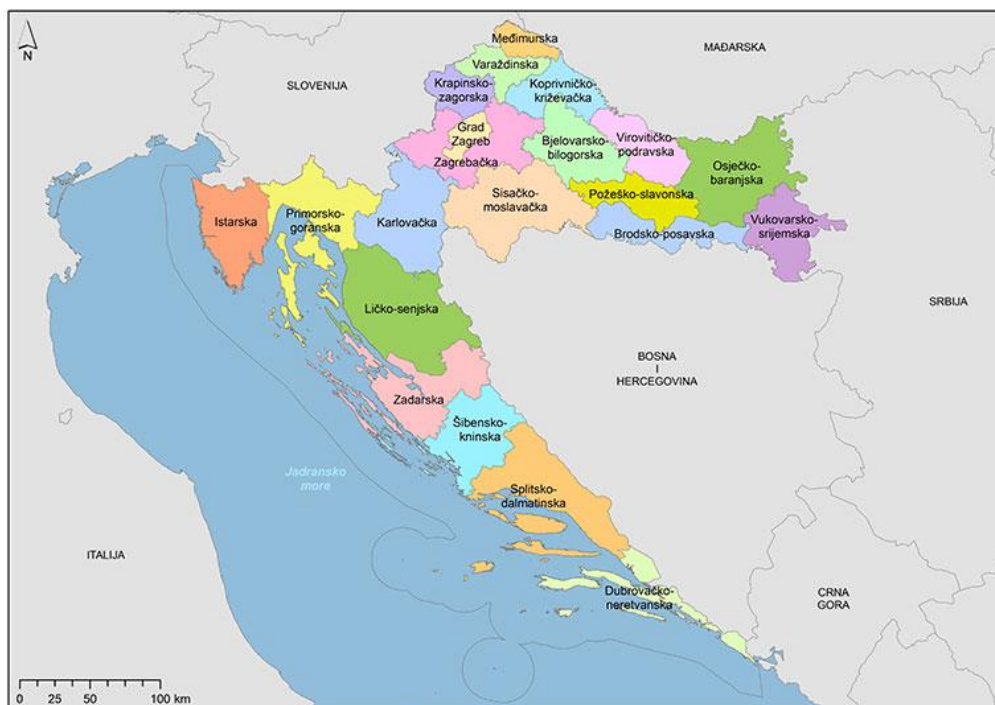 N
Međimurska
MAĐARSKA
Varaždinska
SLOVENIJA
Krapinsko-
zagorska
Koprivničko-
križevačka
Grad
Zagreb
Zagrebačka
Bjelovarsko-
bilogorska
Virovitičko-
podravska
Osječko-
baranjska
Sisačko-
moslavačka
Požeško-slavonska
Istarska
Primorsko-
goranska
Karlovačka
Brodsko-posavska
Vukovarsko-
srijemska
SRBIJA
Ličko-senjska
BOSNA
I
HERCEGOVINA
Zadarska
Šibensko-
kninska
Jadransko
more
Splitsko-
dalmatinska
ITALIJA
Dubrovačko-
neretvanska
CRNA
GORA
0 25 50 100 km